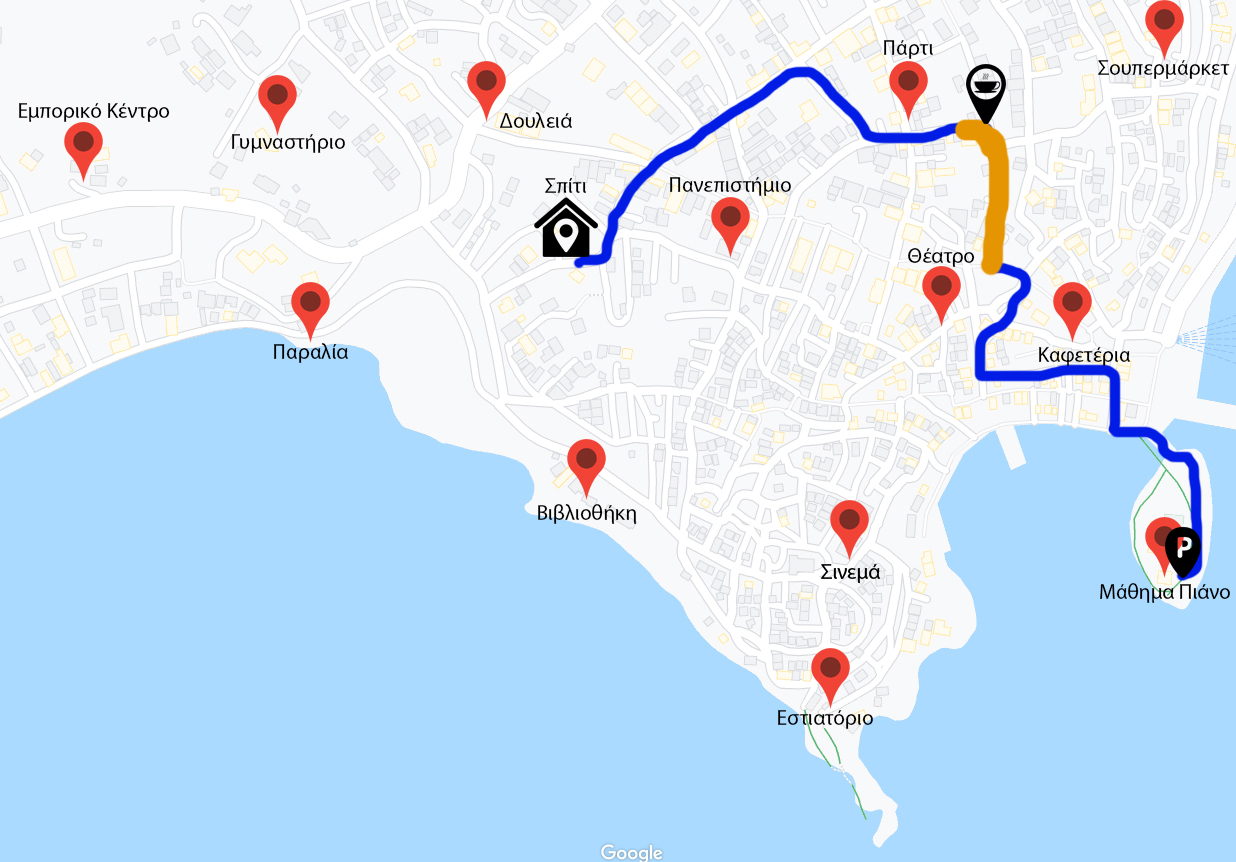 Πάρτι
Σουπερμάρκετ
Εμπορικό Κέντρο
Δουλειά
Γυμναστήριο
Σπίτι
Πανεπιστήμιο
Θέατρο
Παραλία
Καφετέρια
Βιβλιοθήκη
Σινεμά
P
Μάθημα Πιάνο
Εστιατόριο
Google